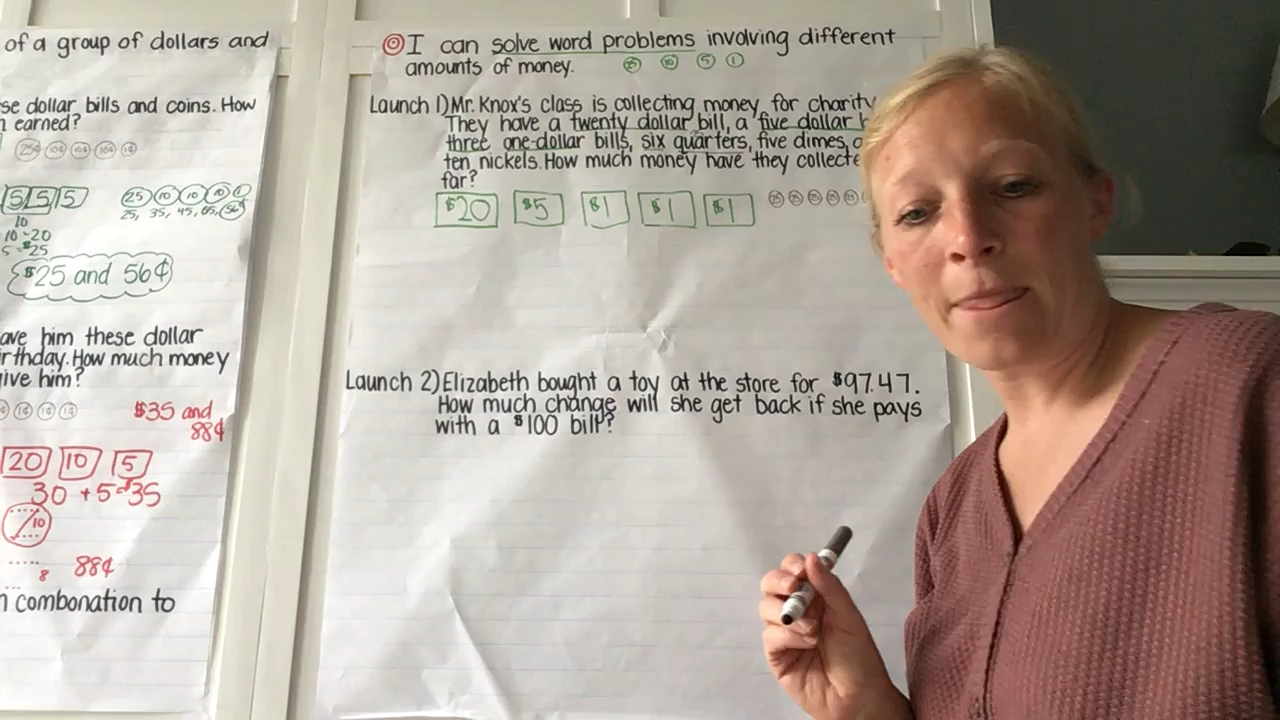 of a group of dollars and
se dollar bills and coins. How
earned?
25¢ 10¢ 10¢ 10¢ 1¢
5 5 5
25 10 10 10 1
25, 35, 45, 55, 56¢
10
10 - 20
5 - $25
$25 and 56¢
ave him these dollar
irthday. How much money
give him?
1¢ 1¢ 1¢
$35 and
88¢
20 10 5
30 + 5 = $35
10
8
88¢
combonation to
I can solve word problems involving different
amounts of money. 25 10 5 1
Launch 1) Mr. Knox's class is collecting money for charity
They have a twenty dollar bill, a five dollar b
three one-dollar bills, six quarters, five dimes,
ten nickels. How much money have they collecte
far?
$20 $5 $1 $1 $1 25 25 25 25 25
Launch 2) Elizabeth bought a toy at the store for $97.47.
How much change will she get back if she pays
with a $100 bill?